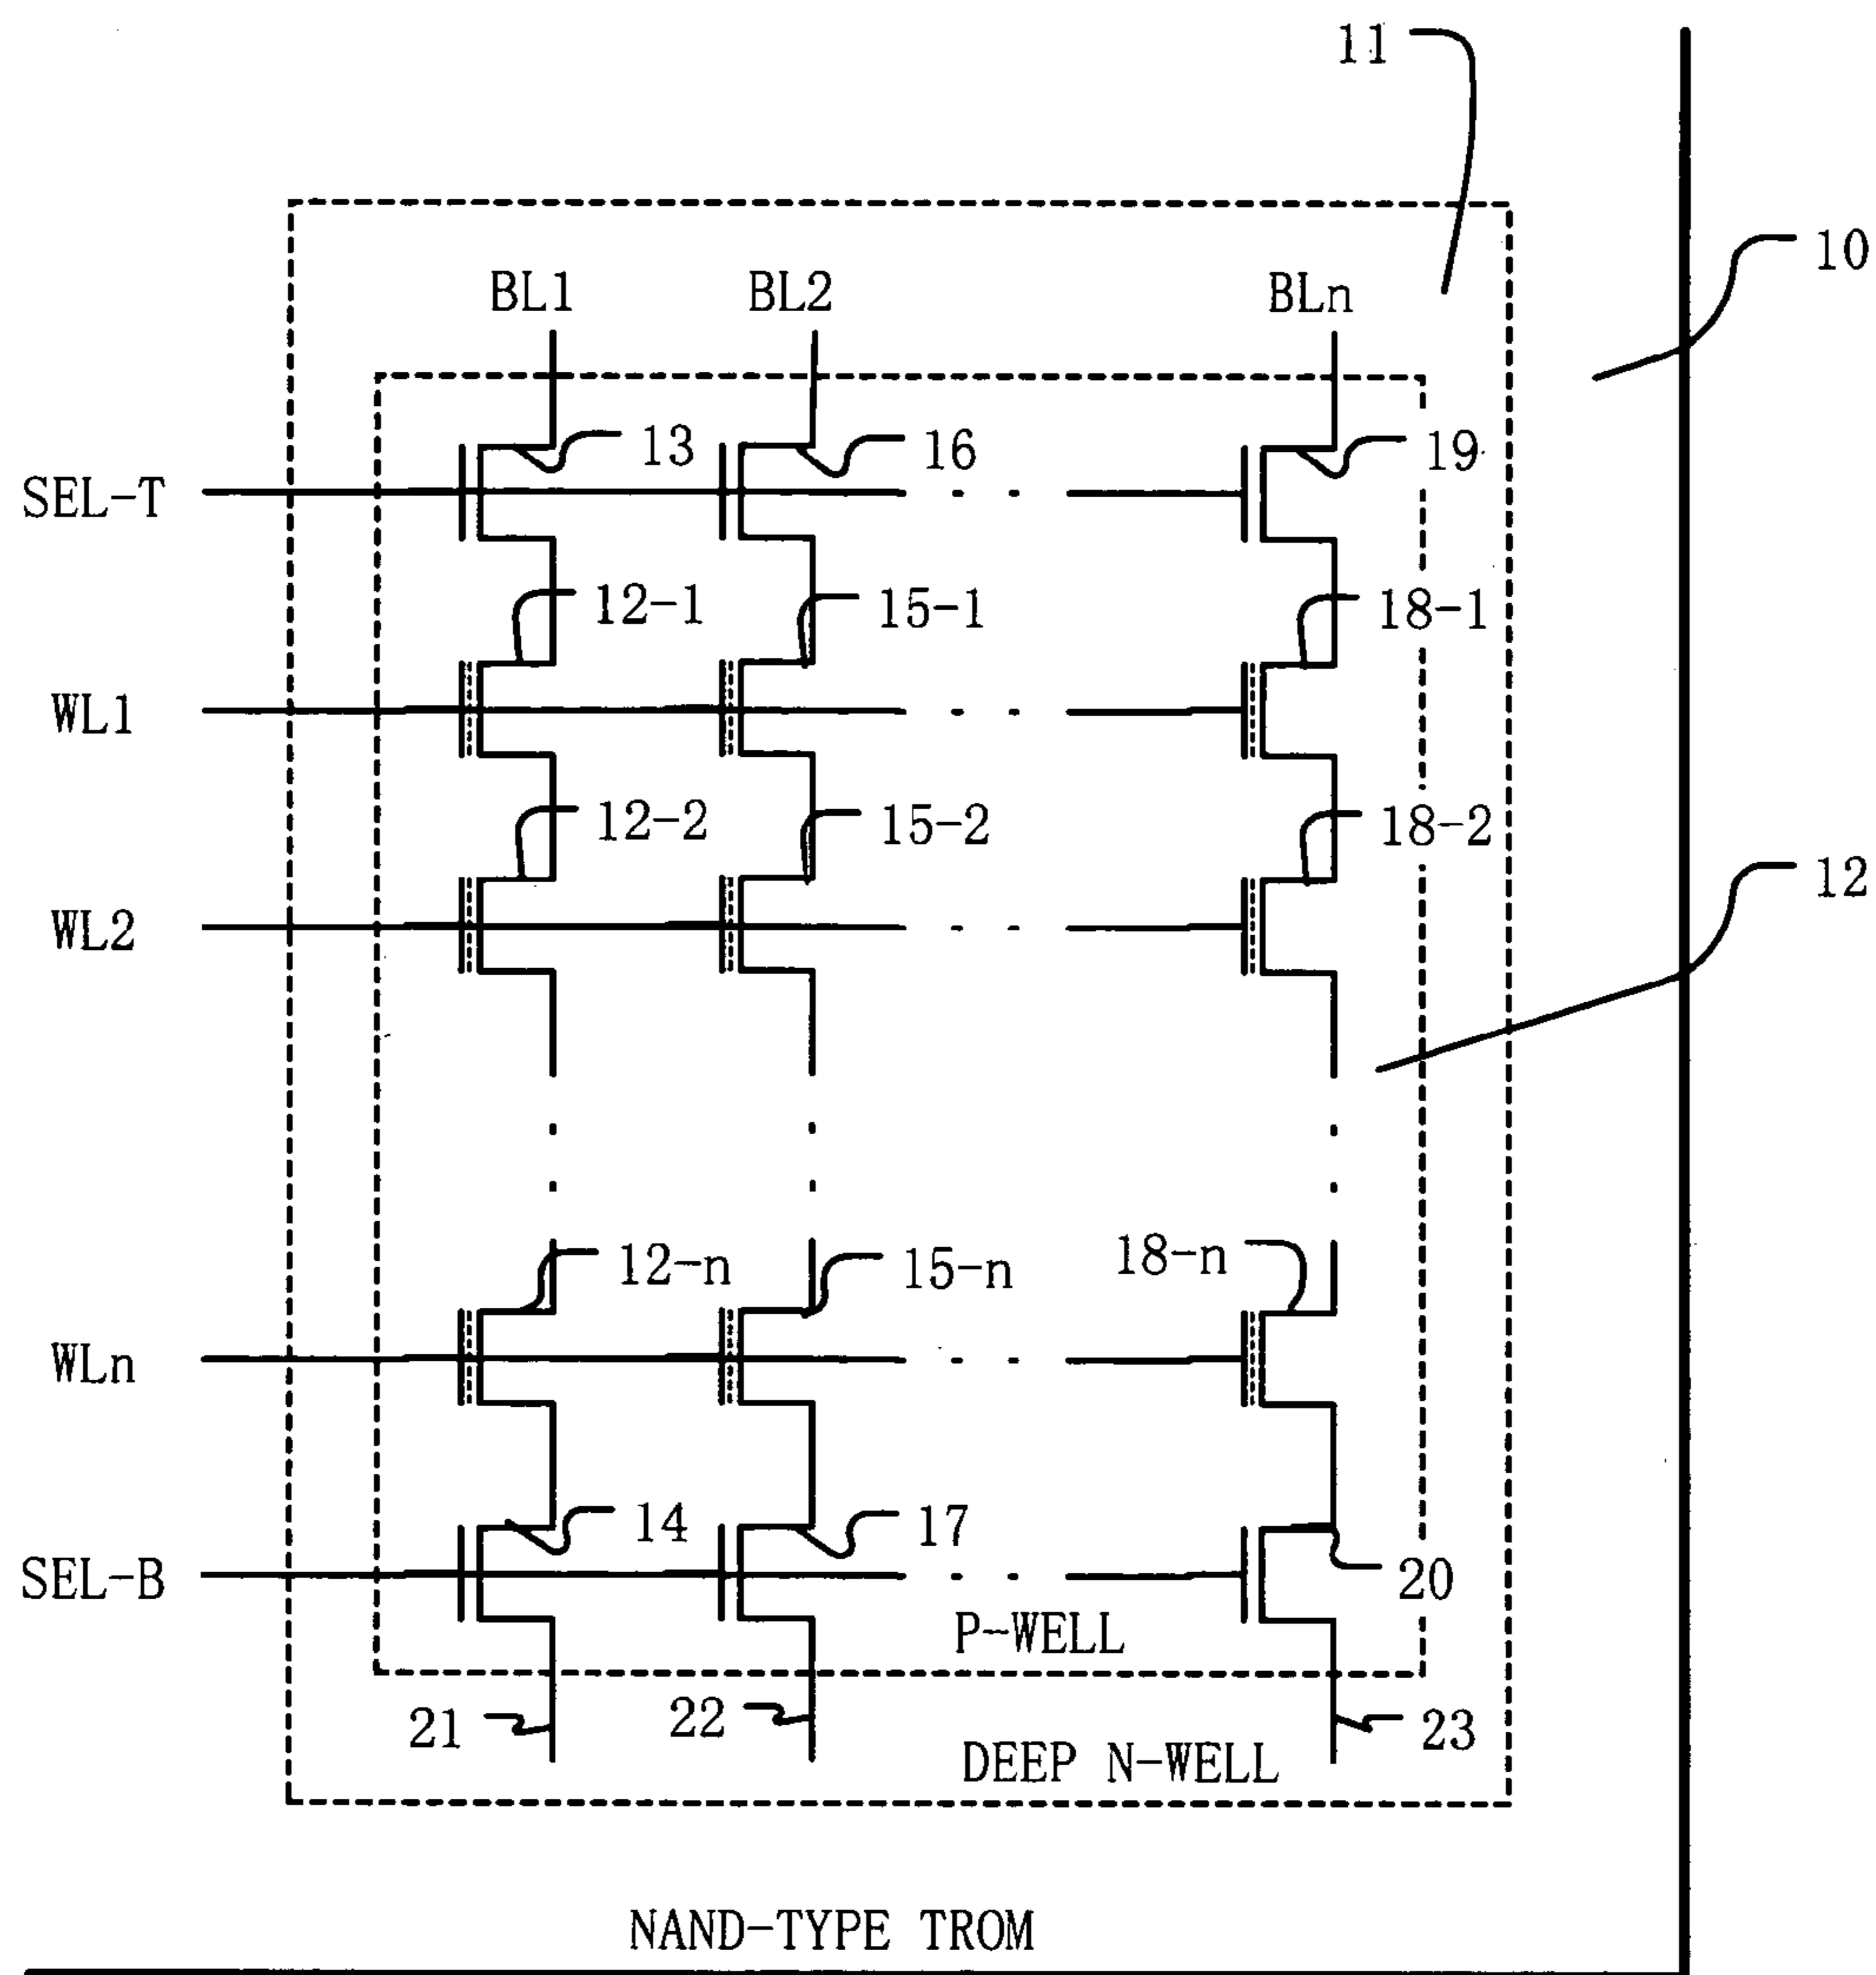 11
10
BL1 BL2 BLn
13 16 19
SEL-T
12-1 15-1 18-1
WL1
12-2 15-2 18-2
12
WL2
12-n 15-n 18-n
WLn
14 17 20
SEL-B
P-WELL
21 22 23
DEEP N-WELL
NAND-TYPE TROM